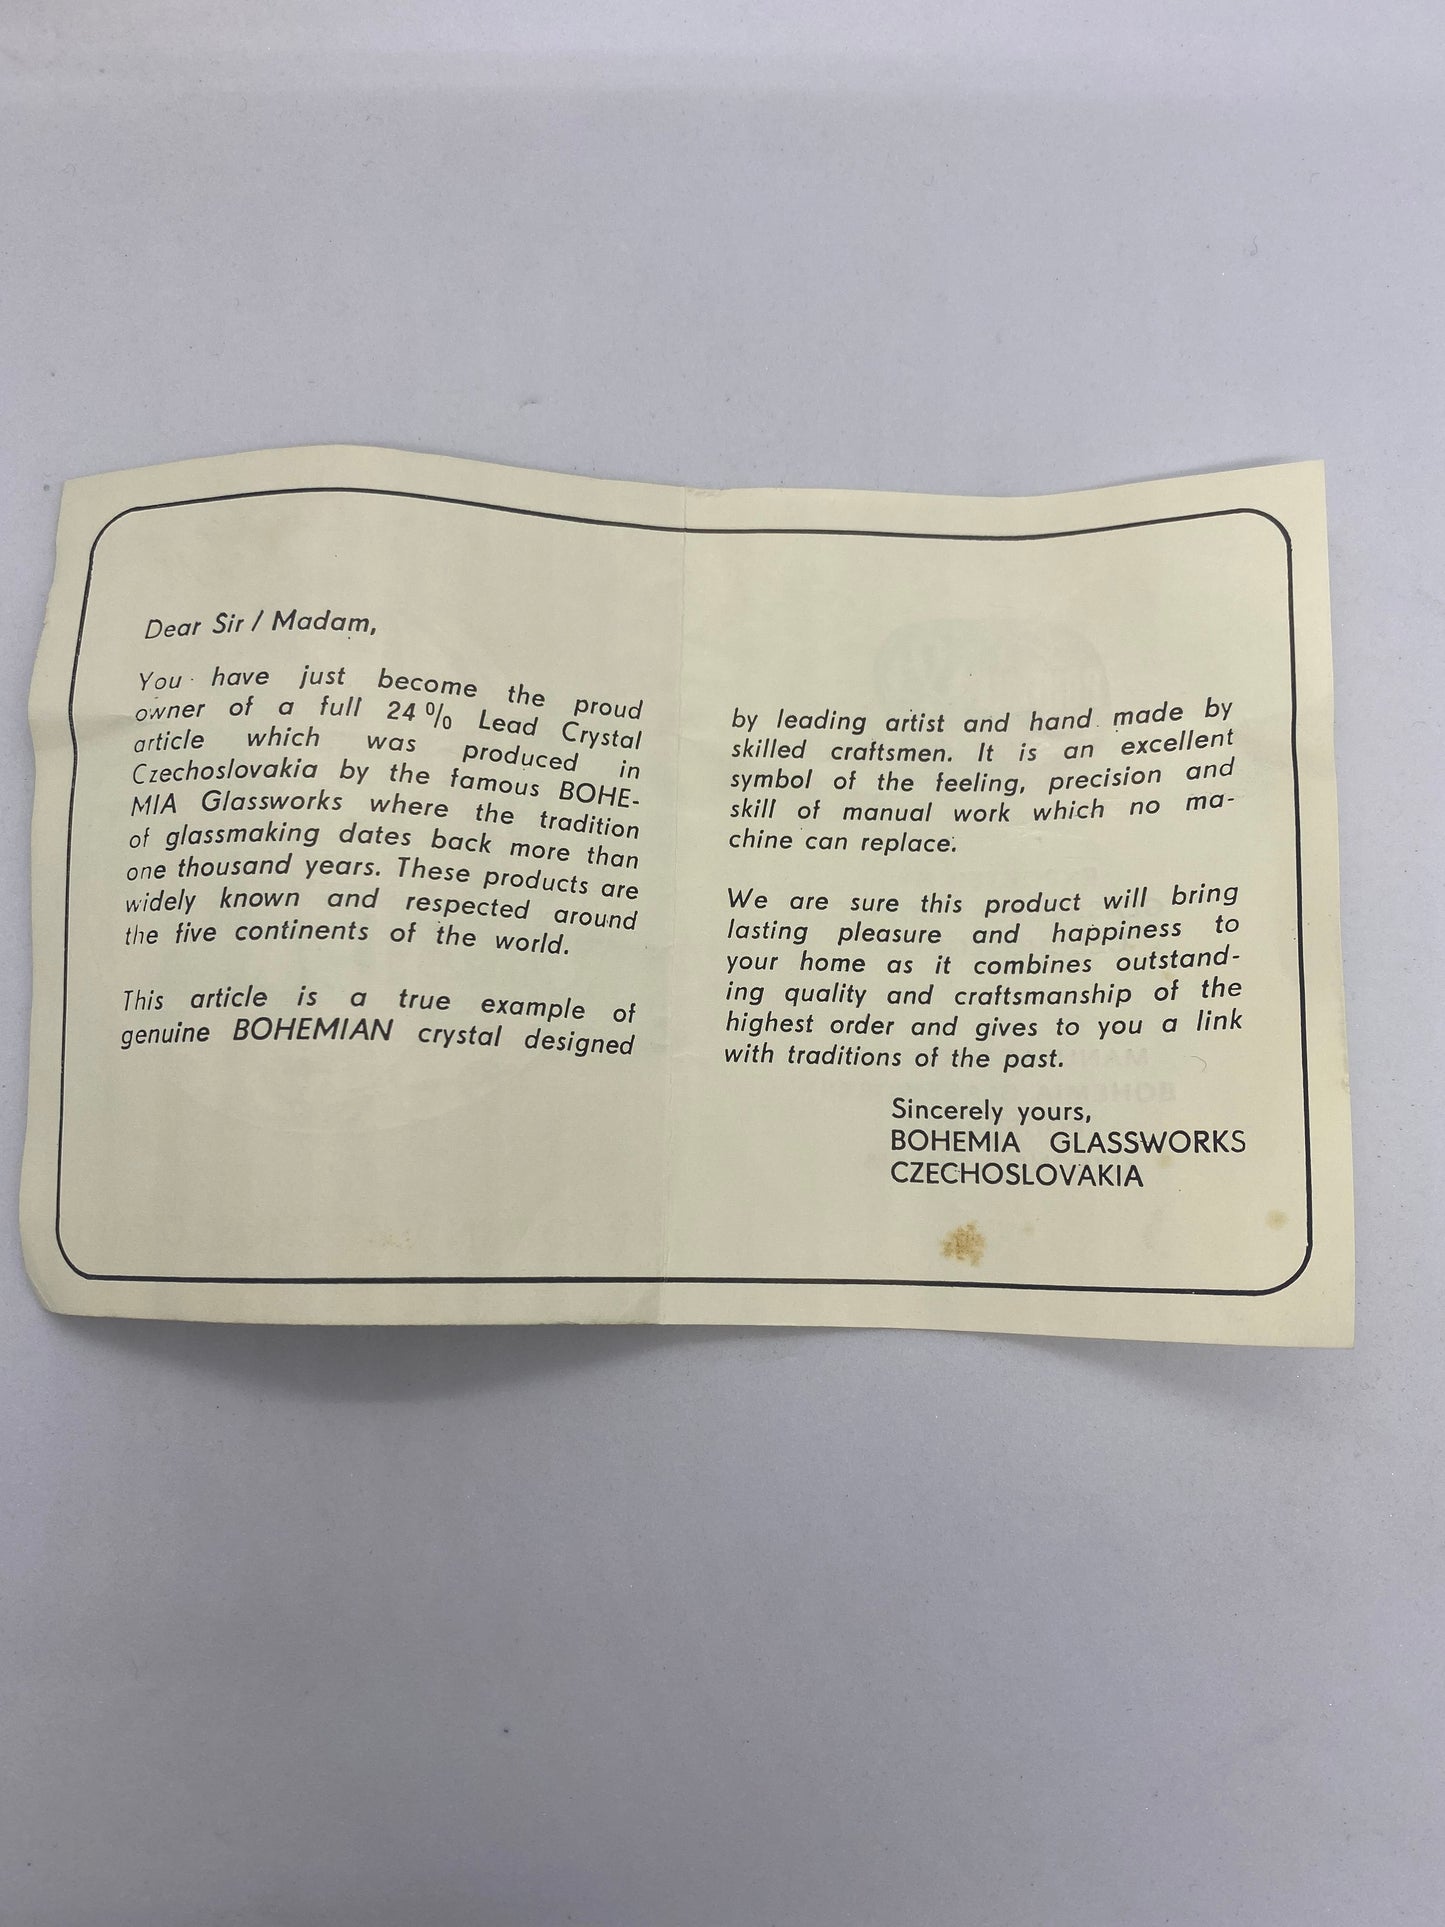 Dear Sir / Madam,
You have just become the proud
owner of a full 24 % Lead Crystal
article which was produced in
Czechoslovakia by the famous BOHE-
MIA Glassworks where the tradition
of glassmaking dates back more than
one thousand years. These products are
widely known and respected around
the five continents of the world.
This article is a true example of
genuine BOHEMIAN crystal designed
by leading artist and hand made by
skilled craftsmen. It is an excellent
symbol of the feeling, precision and
skill of manual work which no ma-
chine can replace.
We are sure this product will bring
lasting pleasure and happiness to
your home as it combines outstand-
ing quality and craftsmanship of the
highest order and gives to you a link
with traditions of the past.
Sincerely yours,
BOHEMIA GLASSWORKS
CZECHOSLOVAKIA